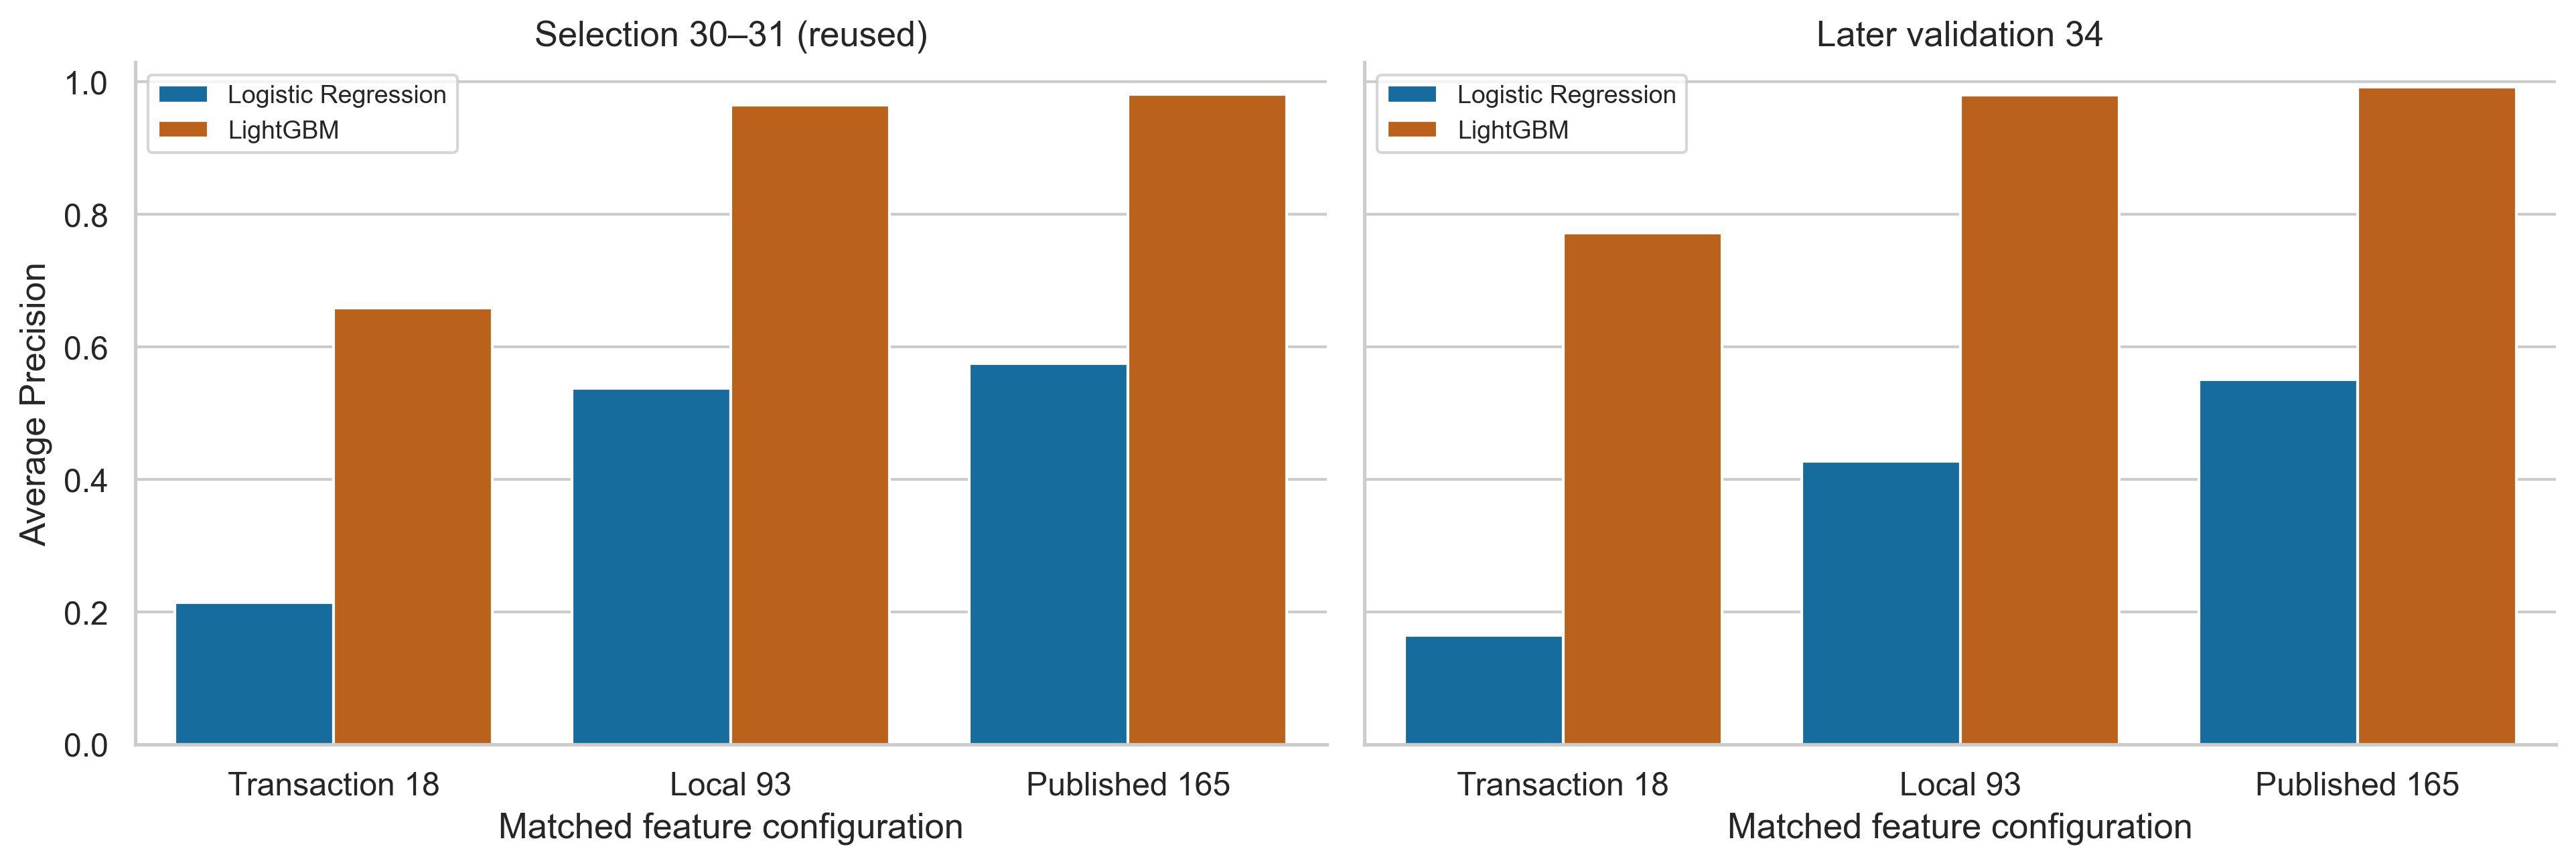 Selection 30–31 (reused)
Logistic Regression
LightGBM
Average Precision
1.0
0.8
0.6
0.4
0.2
0.0
Transaction 18
Local 93
Published 165
Matched feature configuration
Later validation 34
Logistic Regression
LightGBM
Transaction 18
Local 93
Published 165
Matched feature configuration